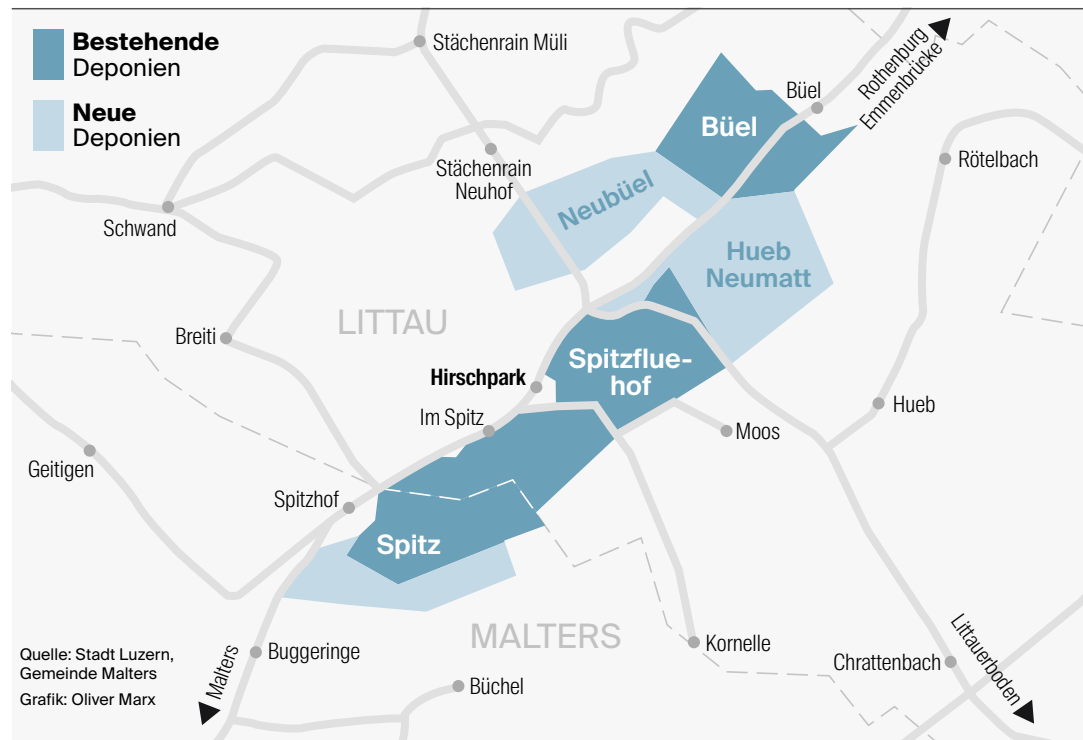 Bestehende
Deponien
Neue
Deponien
Stächenrain Müli
Rothenburg
Emmenbrücke
Büel
Büel
Rötelbach
Stächenrain
Neuhof
Neubüel
Schwand
Hueb
Neumatt
LITTAU
Breiti
Spitzflue-
hof
Hirschpark
Hueb
Im Spitz
Moos
Geitigen
Spitzhof
Spitz
MALTERS
Kornelle
Buggeringe
Chrattenbach
Littauerboden
Büchel
Malters
Quelle: Stadt Luzern,
Gemeinde Malters
Grafik: Oliver Marx